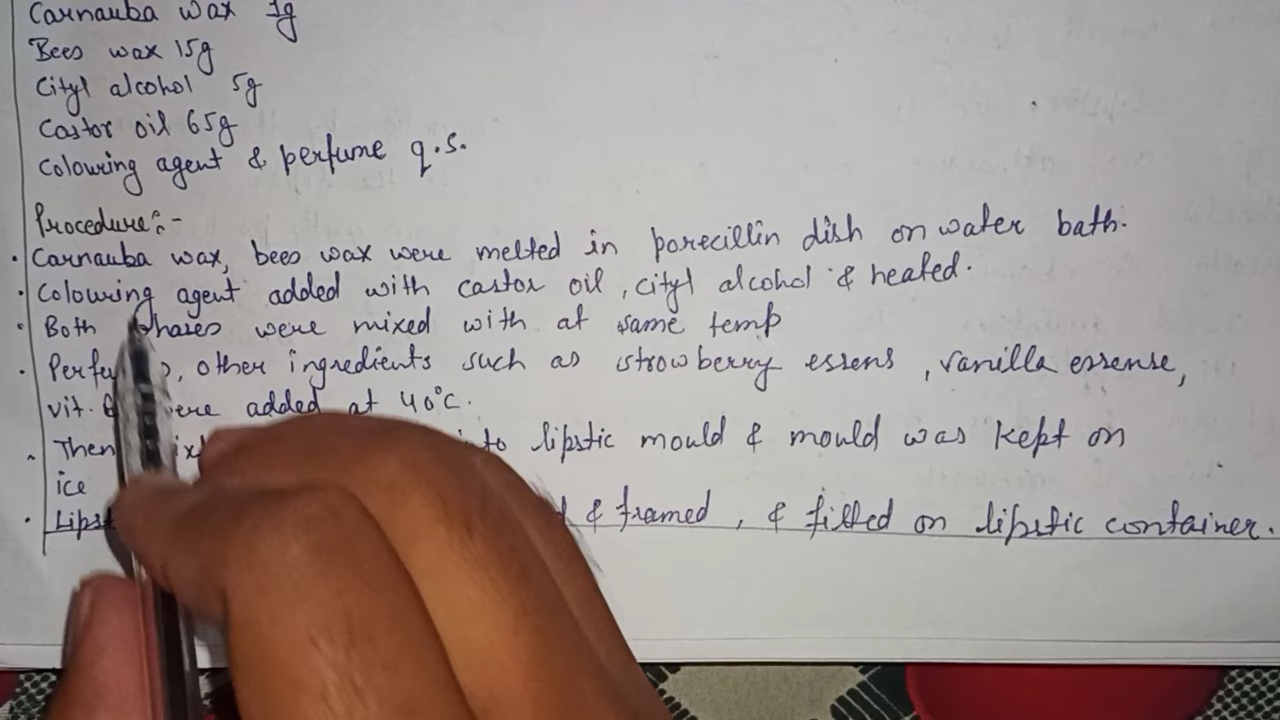 Carnauba wax 1g
Bees wax 15g
Cityl alcohol 5g
Castor oil 65g
Colouring agent & perfume q.s.
Procedure:-
· Carnauba wax, bees wax were melted in porecillin dish on water bath.
· Colouring agent added with castor oil, cityl alcohol & heated.
· Both phases were mixed with at same temp
· other ingredients such as strowberry essens, vanilla essense,
vit. were added at 40°C.
· Then into lipstic mould & mould was kept on
ice
· & framed, & filled on lipstic container.